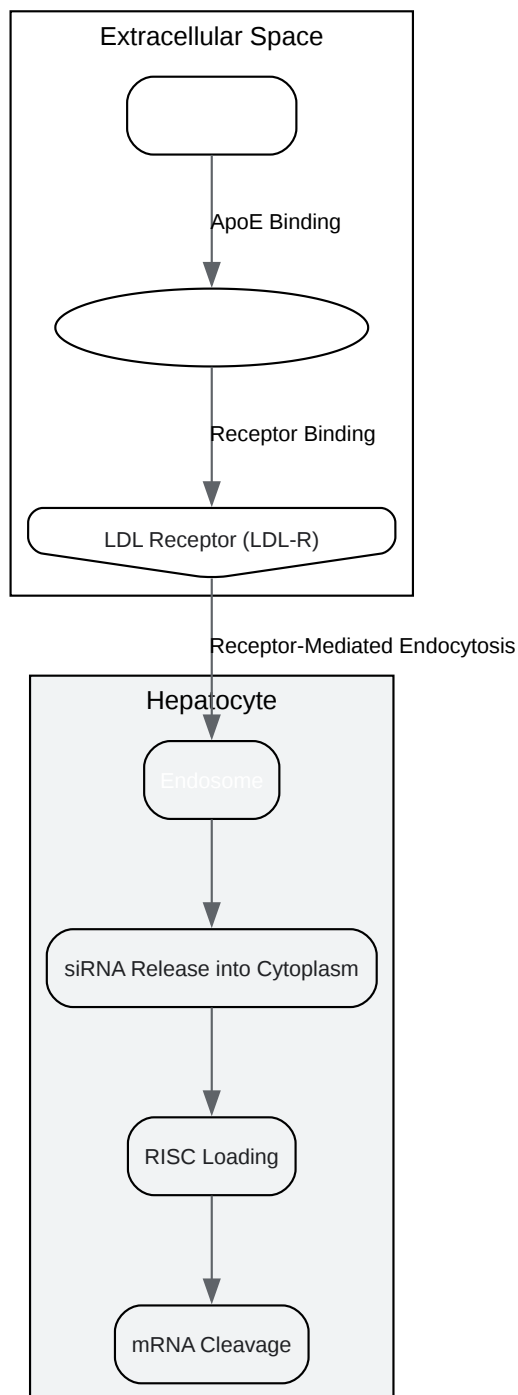 Extracellular Space
ApoE Binding
Receptor Binding
LDL Receptor (LDL-R)
Receptor-Mediated Endocytosis
Hepatocyte
Endosome
siRNA Release into Cytoplasm
RISC Loading
mRNA Cleavage